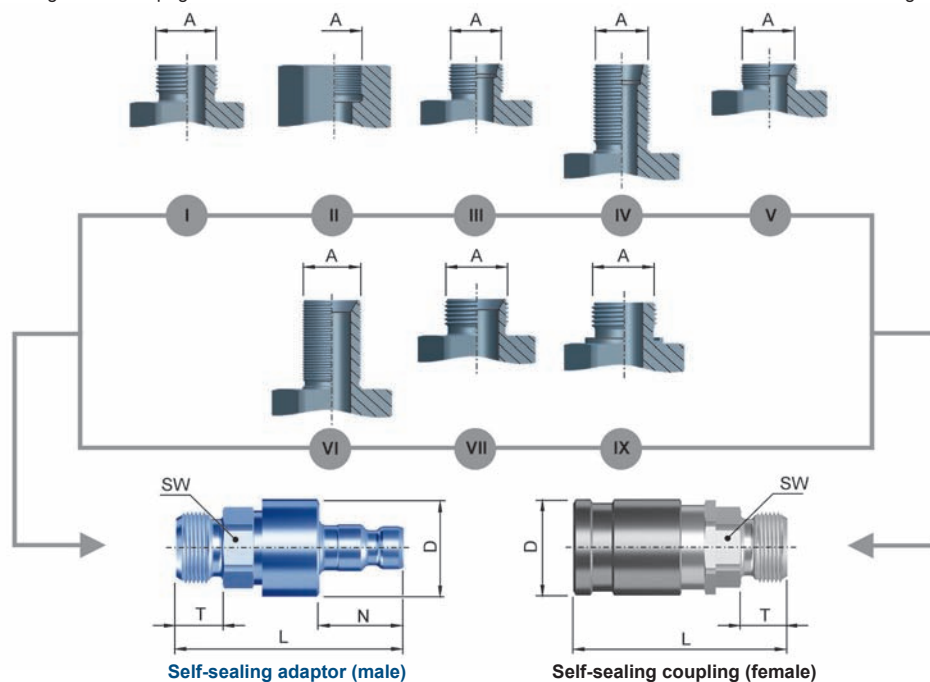 A A A A A
I II III IV V
A A A
VI VII IX
SW SW
D D
T N T
L L
Self-sealing adaptor (male) Self-sealing coupling (female)